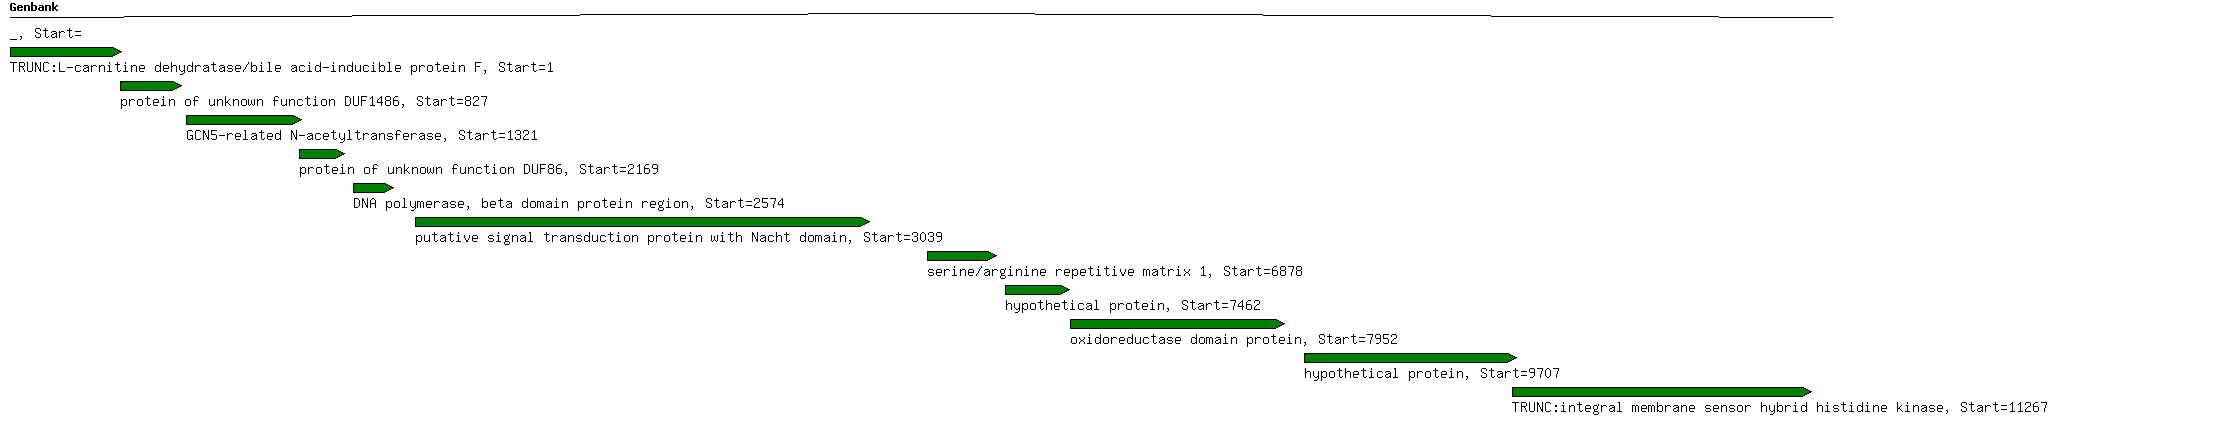 Genbank
_, Start=
TRUNC:L-carnitine dehydratase/bile acid-inducible protein F, Start=1
protein of unknown function DUF1486, Start=827
GCN5-related N-acetyltransferase, Start=1321
protein of unknown function DUF86, Start=2169
DNA polymerase, beta domain protein region, Start=2574
putative signal transduction protein with Nacht domain, Start=3039
serine/arginine repetitive matrix 1, Start=6878
hypothetical protein, Start=7462
oxidoreductase domain protein, Start=7952
hypothetical protein, Start=9707
TRUNC:integral membrane sensor hybrid histidine kinase, Start=11267